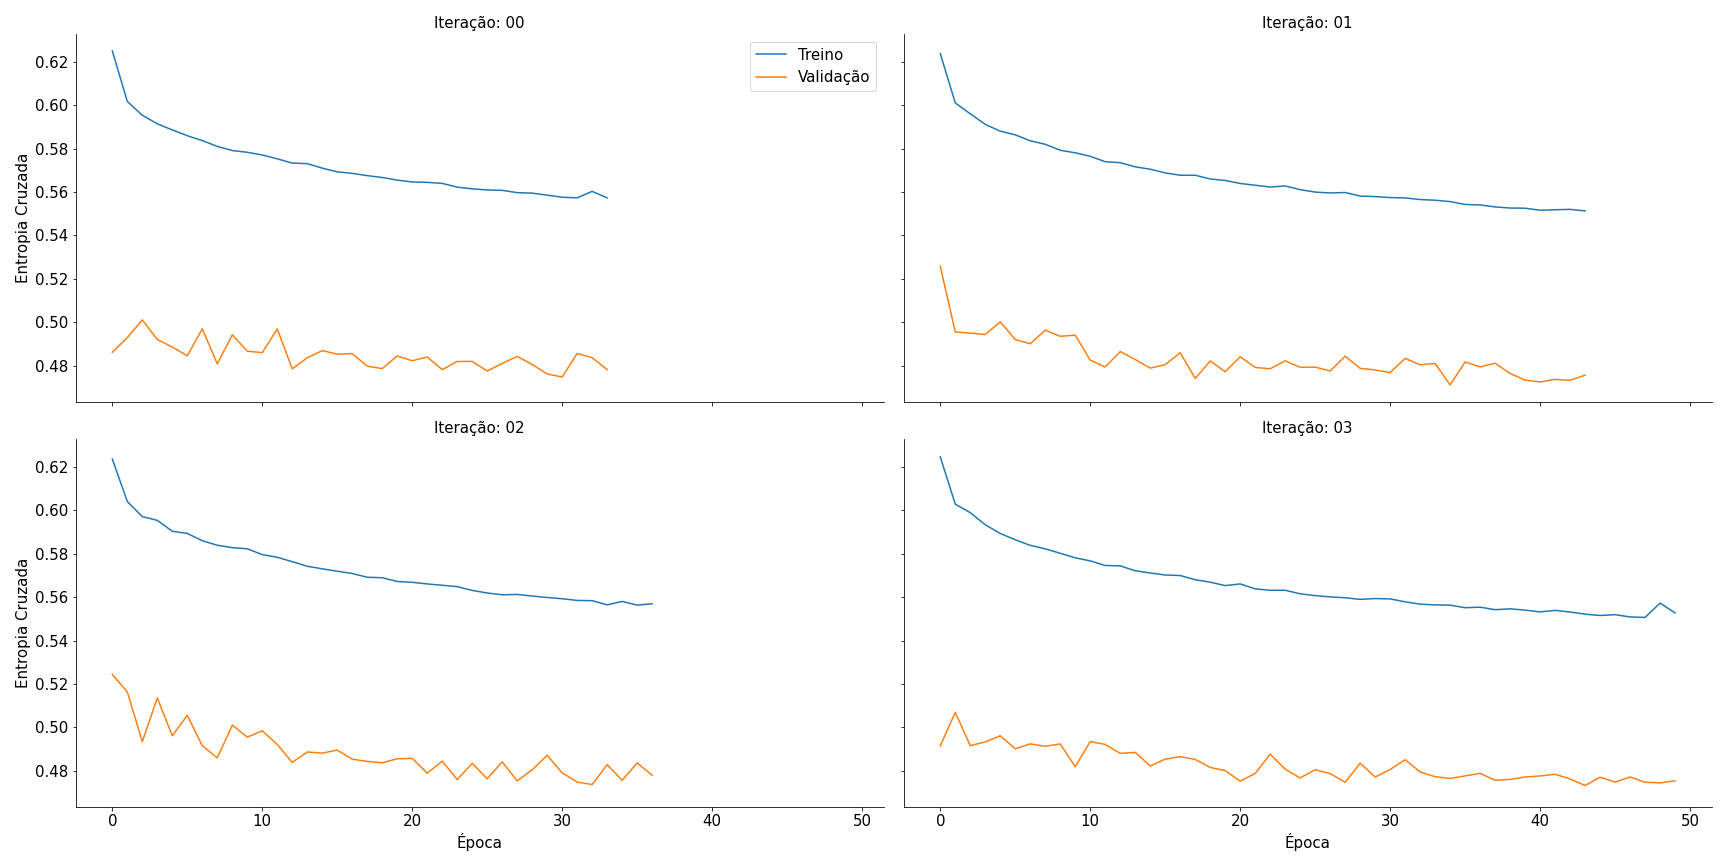 Iteração: 00
Iteração: 01
Treino
Validação
0.62
0.60
0.58
0.56
0.54
0.52
0.50
0.48
Entropia Cruzada
Iteração: 02
Iteração: 03
0.62
0.60
0.58
0.56
0.54
0.52
0.50
0.48
Entropia Cruzada
0 10 20 30 40 50
0 10 20 30 40 50
Época
Época